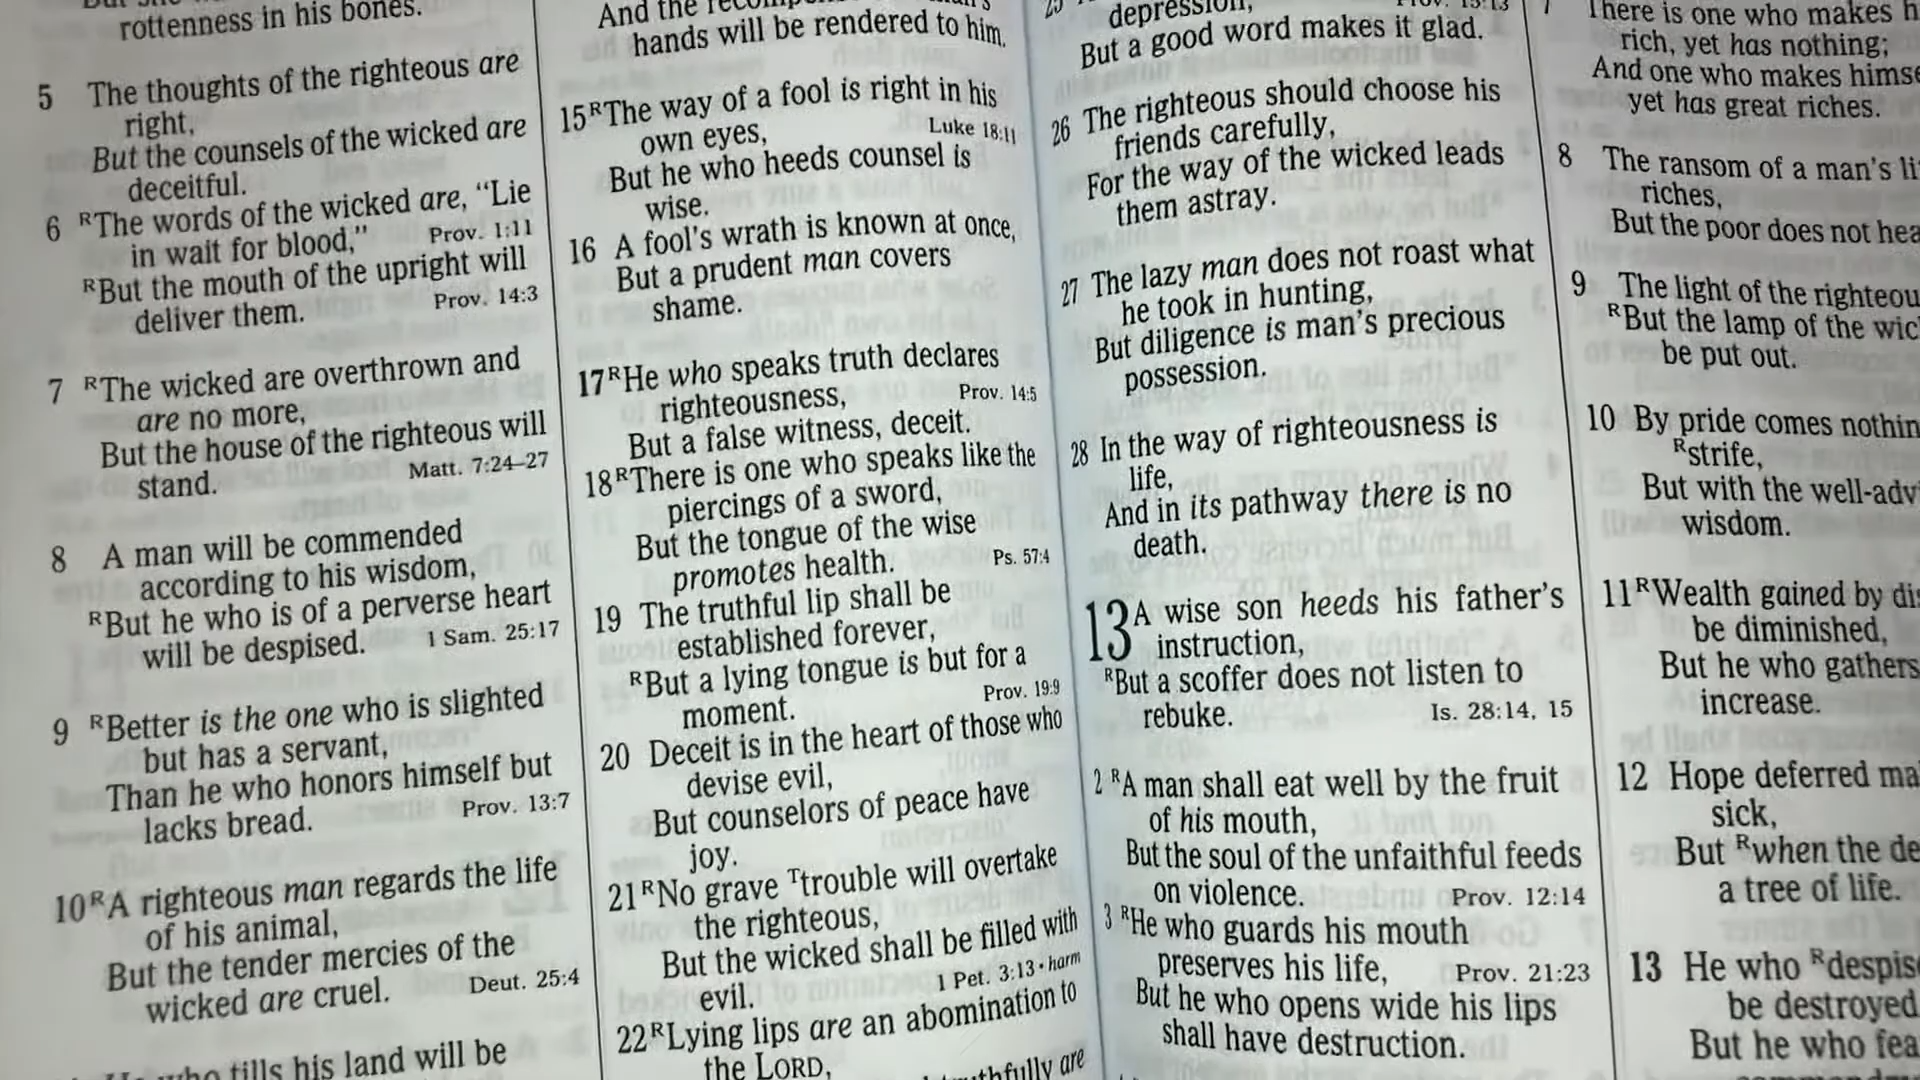 rottenness in his bones.
5 The thoughts of the righteous are
right,
But the counsels of the wicked are
deceitful.
6 RThe words of the wicked are, “Lie
in wait for blood,” Prov. 1:11
RBut the mouth of the upright will
deliver them. Prov. 14:3
7 RThe wicked are overthrown and
are no more,
But the house of the righteous will
stand. Matt. 7:24–27
8 A man will be commended
according to his wisdom,
RBut he who is of a perverse heart
will be despised. 1 Sam. 25:17
9 RBetter is the one who is slighted
but has a servant,
Than he who honors himself but
lacks bread. Prov. 13:7
10 RA righteous man regards the life
of his animal,
But the tender mercies of the
wicked are cruel. Deut. 25:4
who tills his land will be
And the
hands will be rendered to him.
15 RThe way of a fool is right in his
own eyes, Luke 18:11
But he who heeds counsel is
wise.
16 A fool's wrath is known at once,
But a prudent man covers
shame.
17 RHe who speaks truth declares
righteousness, Prov. 14:5
But a false witness, deceit.
18 RThere is one who speaks like the
piercings of a sword,
But the tongue of the wise
promotes health. Ps. 57:4
19 The truthful lip shall be
established forever,
RBut a lying tongue is but for a
moment. Prov. 19:9
20 Deceit is in the heart of those who
devise evil,
But counselors of peace have
joy.
21 RNo grave Ttrouble will overtake
the righteous,
But the wicked shall be filled with
evil. 1 Pet. 3:13 • harm
22 RLying lips are an abomination to
the LORD,
are
25
depression,
But a good word makes it glad.
26 The righteous should choose his
friends carefully,
For the way of the wicked leads
them astray.
27 The lazy man does not roast what
he took in hunting,
But diligence is man's precious
possession.
28 In the way of righteousness is
life,
And in its pathway there is no
death.
13 A wise son heeds his father's
instruction,
RBut a scoffer does not listen to
rebuke. Is. 28:14, 15
2 RA man shall eat well by the fruit
of his mouth,
But the soul of the unfaithful feeds
on violence. Prov. 12:14
3 RHe who guards his mouth
preserves his life, Prov. 21:23
But he who opens wide his lips
shall have destruction.
There is one who makes
rich, yet has nothing;
And one who makes
yet has great riches.
8 The ransom of a man's
riches,
But the poor does not
9 The light of the
RBut the lamp of the
be put out.
10 By pride comes
Rstrife,
But with the
wisdom.
11 RWealth gained by
be diminished,
But he who gathers
increase.
12 Hope deferred
sick,
But Rwhen the
a tree of life.
13 He who
be destroyed
But he who